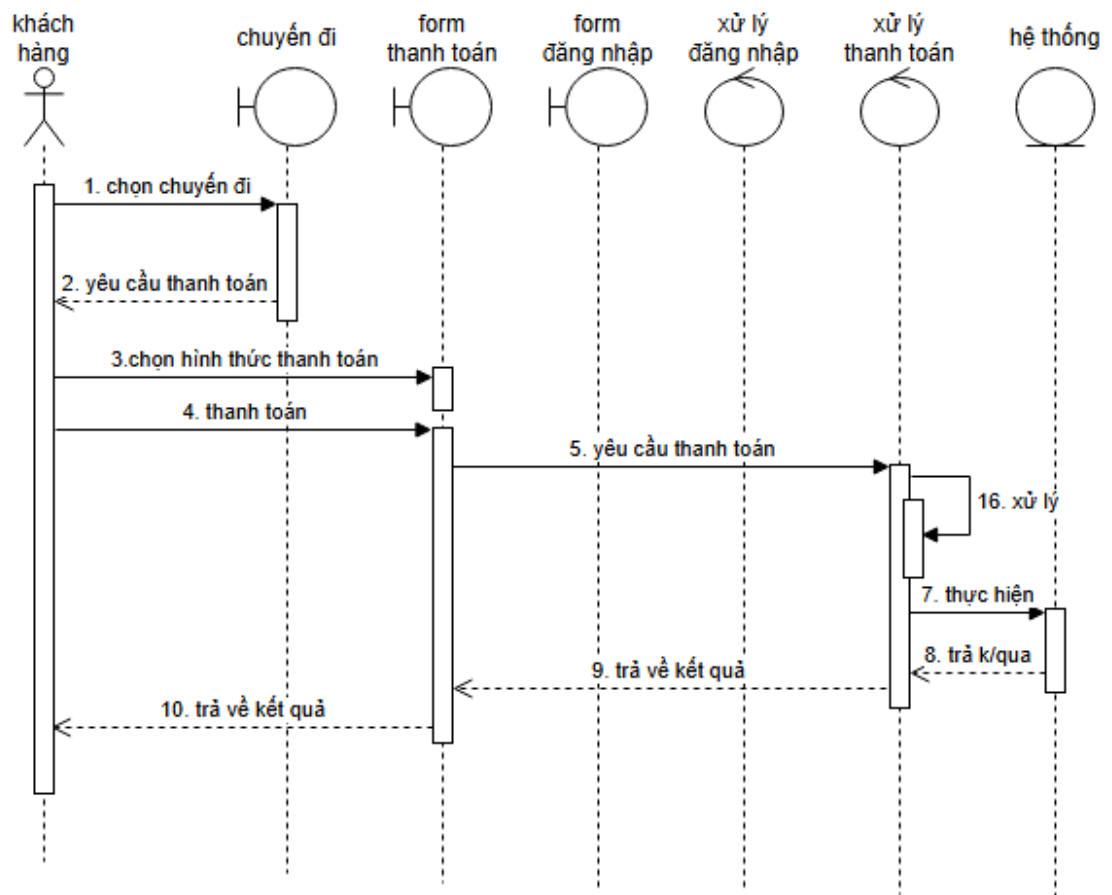 khách
hàng
chuyến đi
form
thanh toán
form
đăng nhập
xử lý
đăng nhập
xử lý
thanh toán
hệ thống
1. chọn chuyến đi
2. yêu cầu thanh toán
3.chọn hình thức thanh toán
4. thanh toán
5. yêu cầu thanh toán
16. xử lý
7. thực hiện
8. trả k/qua
9. trả về kết quả
10. trả về kết quả